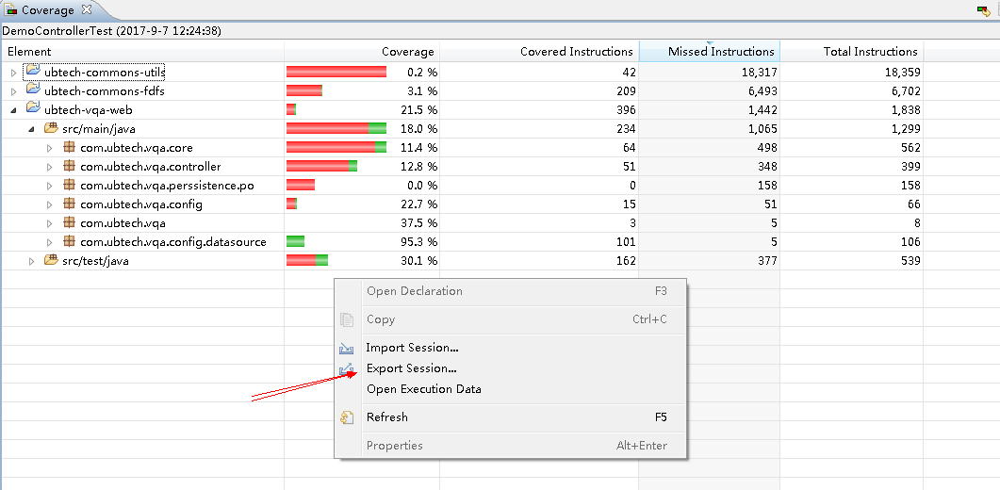 Coverage
DemoControllerTest (2017-9-7 12:24:38)
Element Coverage Covered Instructions Missed Instructions Total Instructions
ubtech-commons-utils 0.2 % 42 18,317 18,359
ubtech-commons-fdfs 3.1 % 209 6,493 6,702
ubtech-vqa-web 21.5 % 396 1,442 1,838
src/main/java 18.0 % 234 1,065 1,299
com.ubtech.vqa.core 11.4 % 64 498 562
com.ubtech.vqa.controller 12.8 % 51 348 399
com.ubtech.vqa.perssistence.po 0.0 % 0 158 158
com.ubtech.vqa.config 22.7 % 15 51 66
com.ubtech.vqa 37.5 % 3 5 8
com.ubtech.vqa.config.datasource 95.3 % 101 5 106
src/test/java 30.1 % 162 377 539
Open Declaration F3
Copy Ctrl+C
Import Session...
Export Session...
Open Execution Data
Refresh F5
Properties Alt+Enter